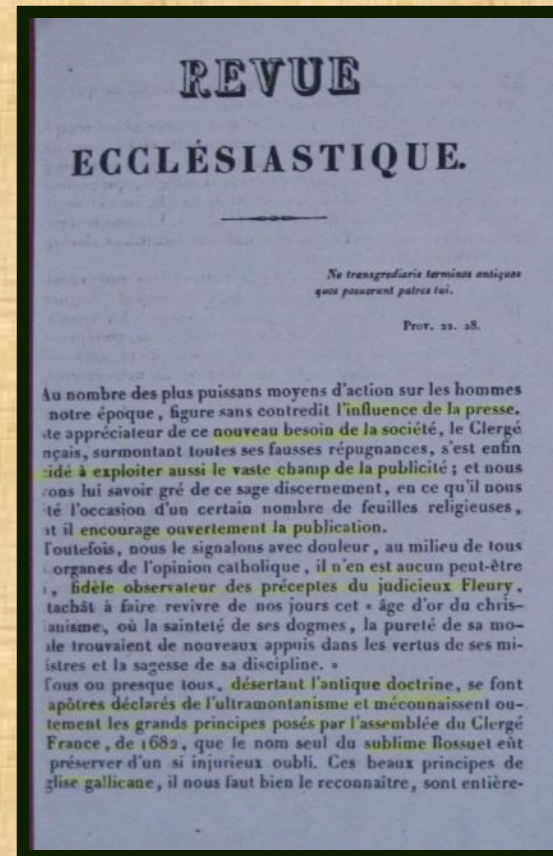 REVUE
ECCLÉSIASTIQUE.
Ne transgrediaris terminos antiquos
quos posuerunt patres tui.
Prov. 22. 28.
Au nombre des plus puissans moyens d'action sur les hommes
notre époque, figure sans contredit l'influence de la presse.
te appréciateur de ce nouveau besoin de la société, le Clergé
nçais, surmontant toutes ses fausses répugnances, s'est enfin
cidé à exploiter aussi le vaste champ de la publicité ; et nous
ons lui savoir gré de ce sage discernement, en ce qu'il nous
té l'occasion d'un certain nombre de feuilles religieuses,
nt il encourage ouvertement la publication.
Toutefois, nous le signalons avec douleur, au milieu de tous
organes de l'opinion catholique, il n'en est aucun peut-être
i, fidèle observateur des préceptes du judicieux Fleury,
tachât à faire revivre de nos jours cet « âge d'or du chris-
anisme, où la sainteté de ses dogmes, la pureté de sa mo-
ale trouvaient de nouveaux appuis dans les vertus de ses mi-
istres et la sagesse de sa discipline. »
Tous ou presque tous, désertant l'antique doctrine, se font
apôtres déclarés de l'ultramontanisme et méconnaissent ou-
tement les grands principes posés par l'assemblée du Clergé
France, de 1682, que le nom seul du sublime Bossuet eût
préserver d'un si injurieux oubli. Ces beaux principes de
glise gallicane, il nous faut bien le reconnaître, sont entière-